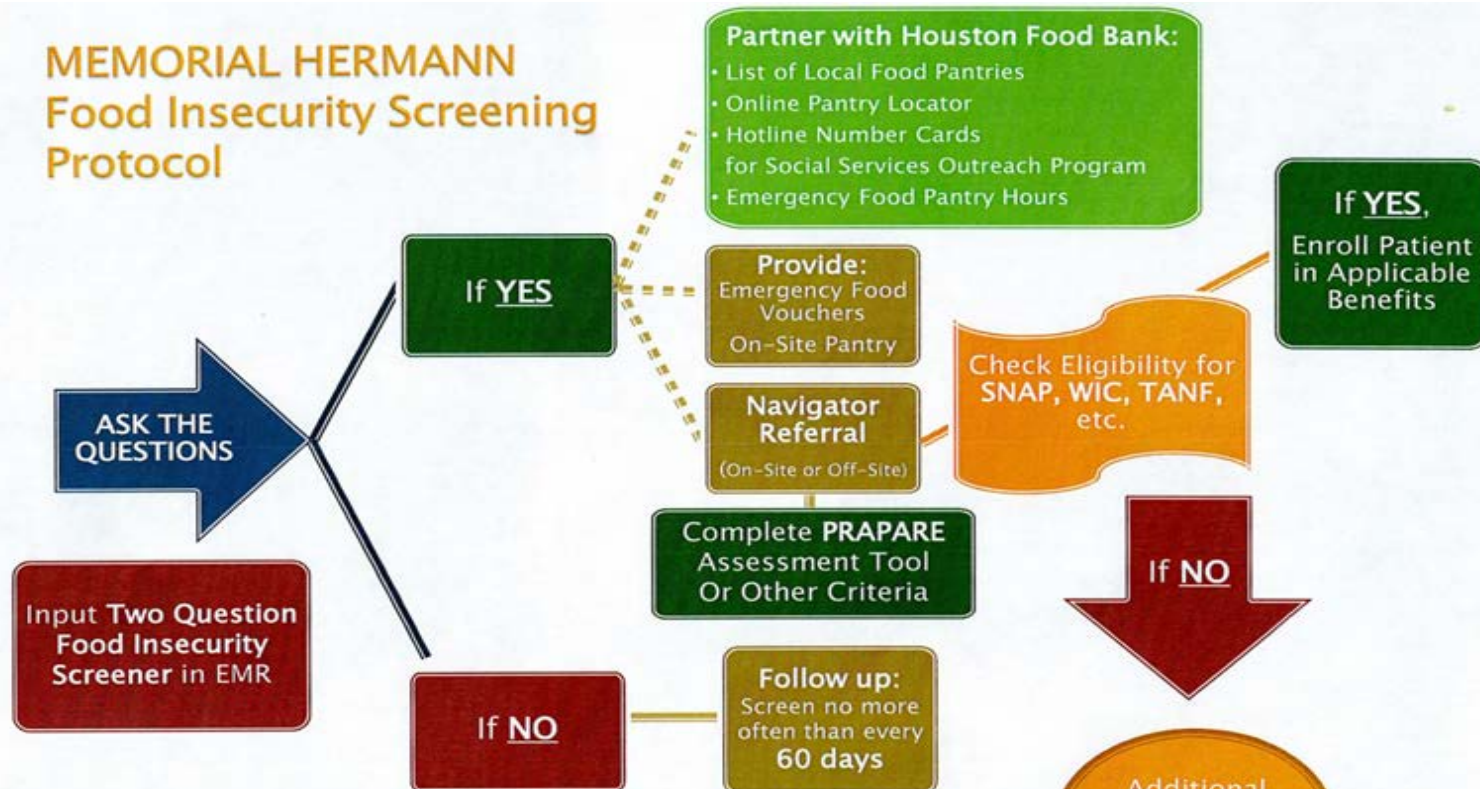 MEMORIAL HERMANN
Food Insecurity Screening
Protocol
Partner with Houston Food Bank:
• List of Local Food Pantries
• Online Pantry Locator
• Hotline Number Cards
for Social Services Outreach Program
• Emergency Food Pantry Hours
If YES,
Enroll Patient
in Applicable
Benefits
If YES
Provide:
Emergency Food
Vouchers
On-Site Pantry
Check Eligibility for
SNAP, WIC, TANF,
etc.
Navigator
Referral
(On-Site or Off-Site)
ASK THE
QUESTIONS
Complete PRAPARE
Assessment Tool
Or Other Criteria
If NO
Input Two Question
Food Insecurity
Screener in EMR
If NO
Follow up:
Screen no more
often than every
60 days
Additional